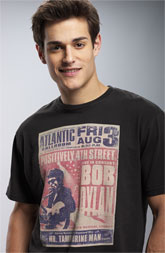 ATLANTIC
FRI
AUG 3
POSITIVELY 4TH STREET
BOB
DYLAN
MR. TAMBOURINE MAN